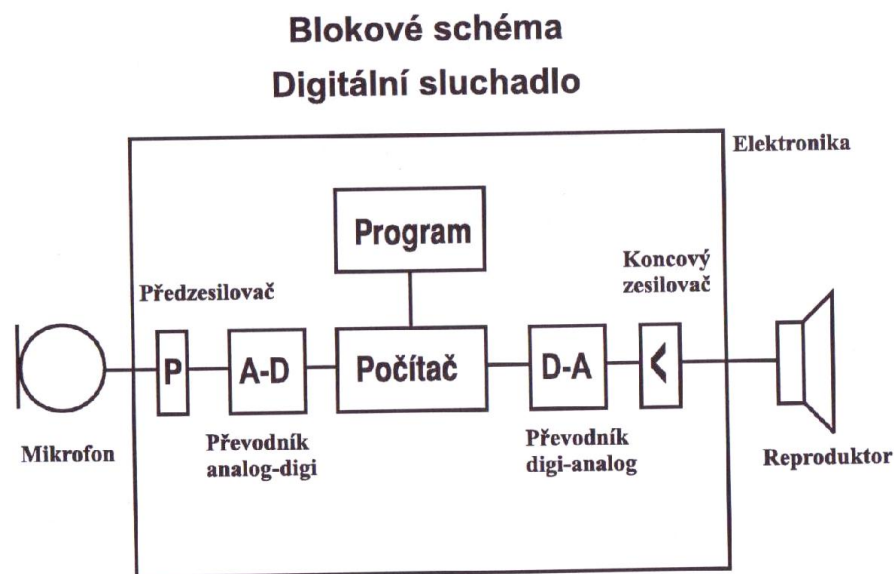 Blokové schéma
Digitální sluchadlo
Elektronika
Program
Koncový
zesilovač
Předzesilovač
P
A-D
Počítač
D-A
<
Mikrofon
Převodník
analog-digi
Převodník
digi-analog
Reproduktor